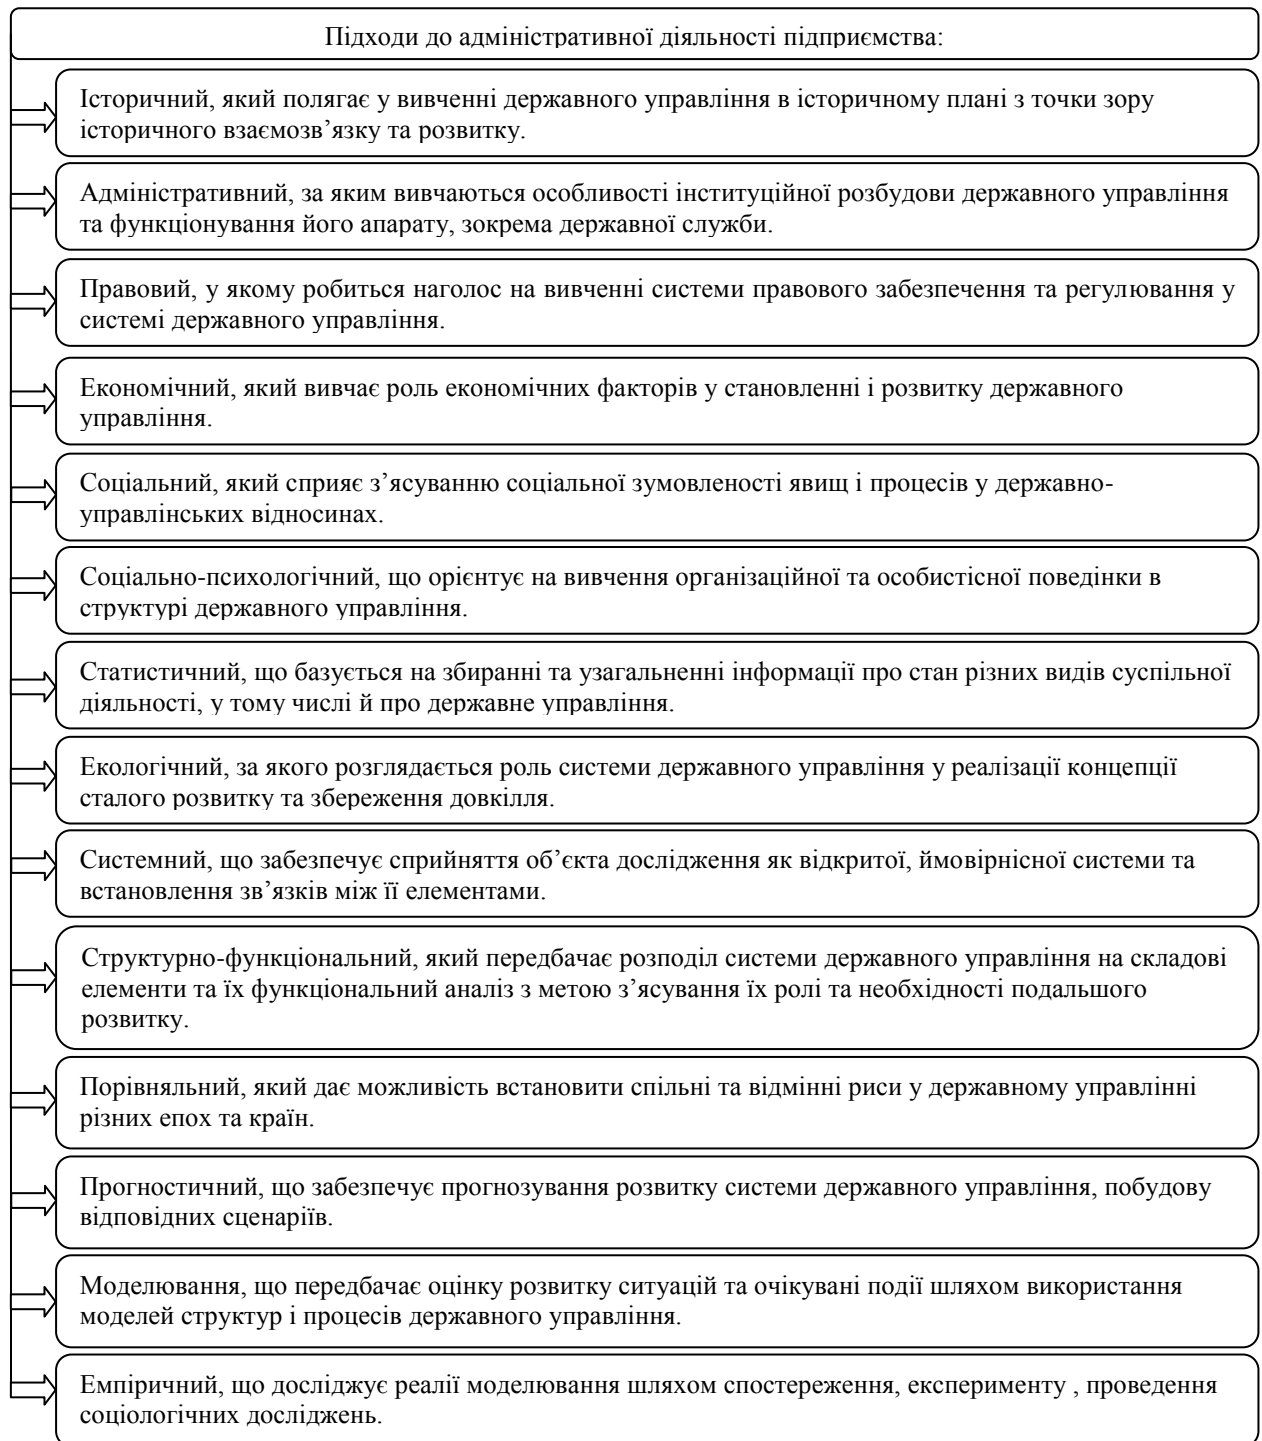 Підходи до адміністративної діяльності підприємства:
Історичний, який полягає у вивченні державного управління в історичному плані з точки зору
історичного взаємозв’язку та розвитку.
Адміністративний, за яким вивчаються особливості інституційної розбудови державного управління
та функціонування його апарату, зокрема державної служби.
Правовий, у якому робиться наголос на вивченні системи правового забезпечення та регулювання у
системі державного управління.
Економічний, який вивчає роль економічних факторів у становленні і розвитку державного
управління.
Соціальний, який сприяє з’ясуванню соціальної зумовленості явищ і процесів у державно-
управлінських відносинах.
Соціально-психологічний, що орієнтує на вивчення організаційної та особистісної поведінки в
структурі державного управління.
Статистичний, що базується на збиранні та узагальненні інформації про стан різних видів суспільної
діяльності, у тому числі й про державне управління.
Екологічний, за якого розглядається роль системи державного управління у реалізації концепції
сталого розвитку та збереження довкілля.
Системний, що забезпечує сприйняття об’єкта дослідження як відкритої, ймовірнісної системи та
встановлення зв’язків між її елементами.
Структурно-функціональний, який передбачає розподіл системи державного управління на складові
елементи та їх функціональний аналіз з метою з’ясування їх ролі та необхідності подальшого
розвитку.
Порівняльний, який дає можливість встановити спільні та відмінні риси у державному управлінні
різних епох та країн.
Прогностичний, що забезпечує прогнозування розвитку системи державного управління, побудову
відповідних сценаріїв.
Моделювання, що передбачає оцінку розвитку ситуацій та очікувані події шляхом використання
моделей структур і процесів державного управління.
Емпіричний, що досліджує реалії моделювання шляхом спостереження, експерименту , проведення
соціологічних досліджень.